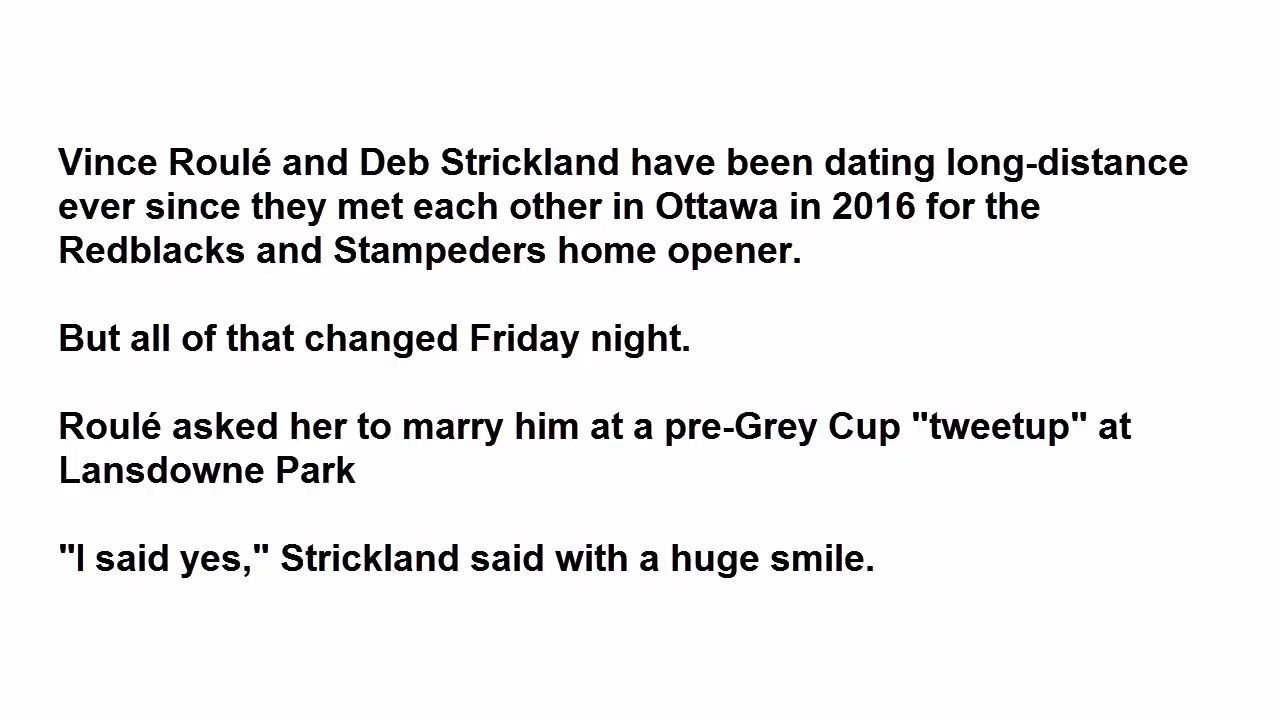 Vince Roulé and Deb Strickland have been dating long-distance
ever since they met each other in Ottawa in 2016 for the
Redblacks and Stampeders home opener.
But all of that changed Friday night.
Roulé asked her to marry him at a pre-Grey Cup "tweetup" at
Lansdowne Park
"I said yes," Strickland said with a huge smile.